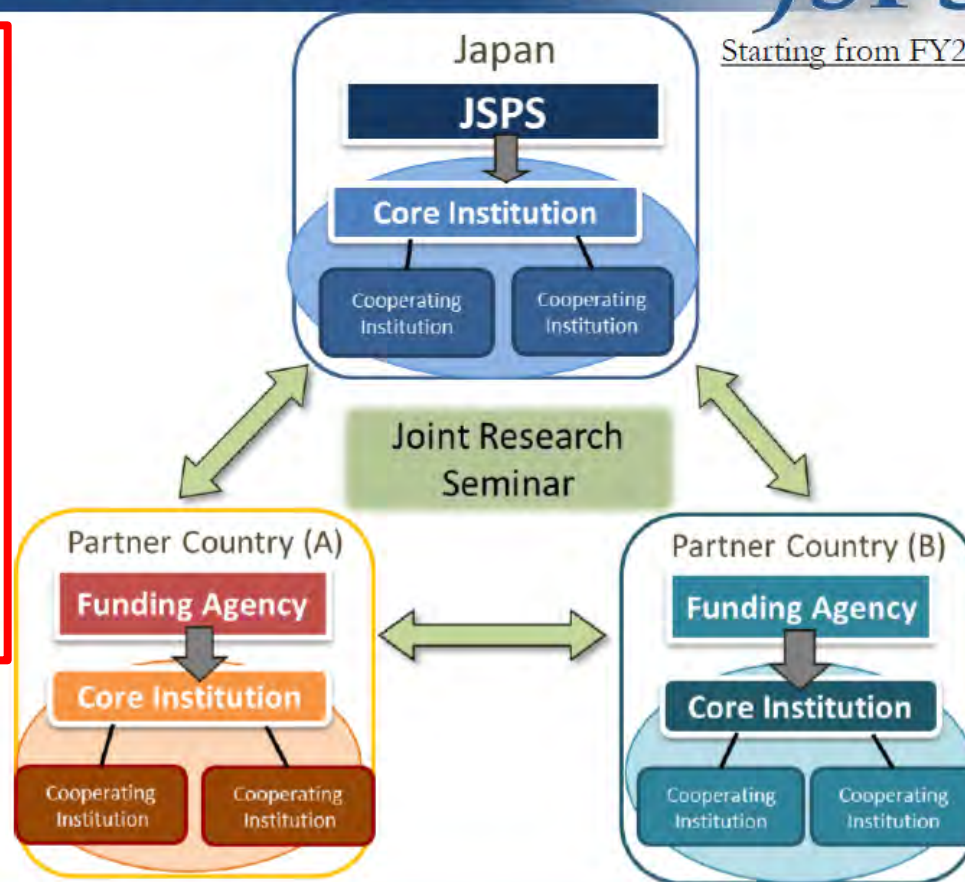 Japan
Starting from
JSPS
Core Institution
Cooperating
Institution
Cooperating
Institution
Joint Research
Seminar
Partner Country (A)
Funding Agency
Core Institution
Cooperating
Institution
Cooperating
Institution
Partner Country (B)
Funding Agency
Core Institution
Cooperating
Institution
Cooperating
Institution